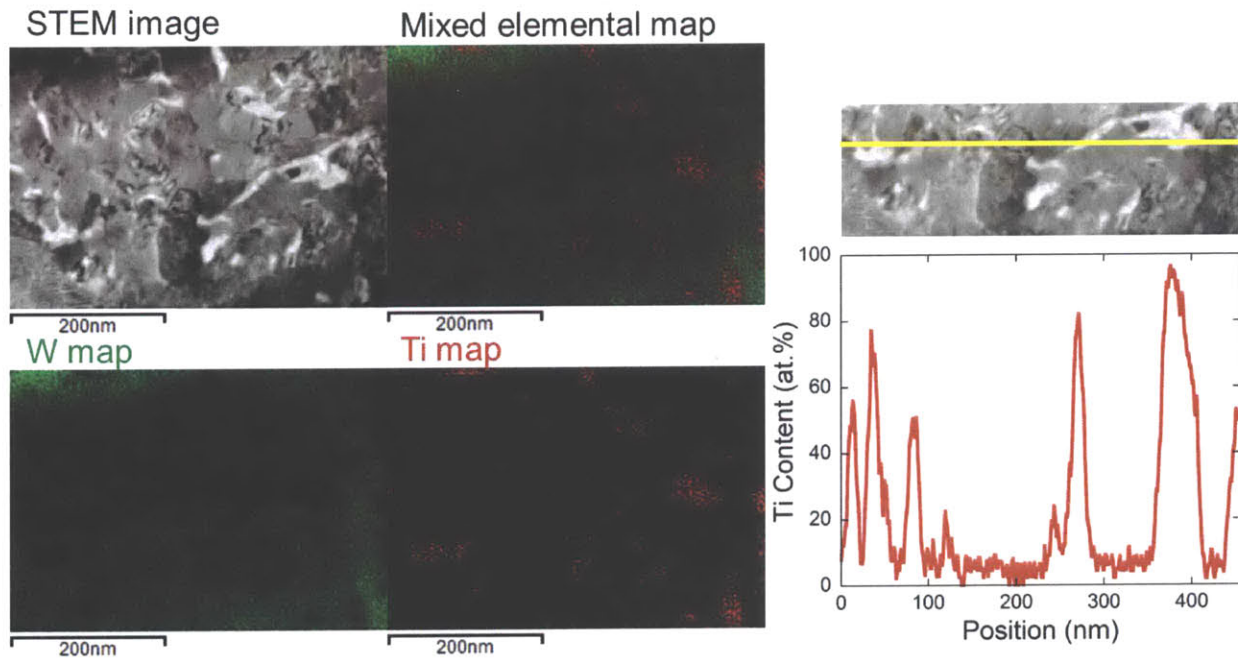 STEM image
Mixed elemental map
200nm
200nm
W map
Ti map
200nm
200nm
100
80
60
40
20
0
Ti Content (at.%)
0 100 200 300 400
Position (nm)